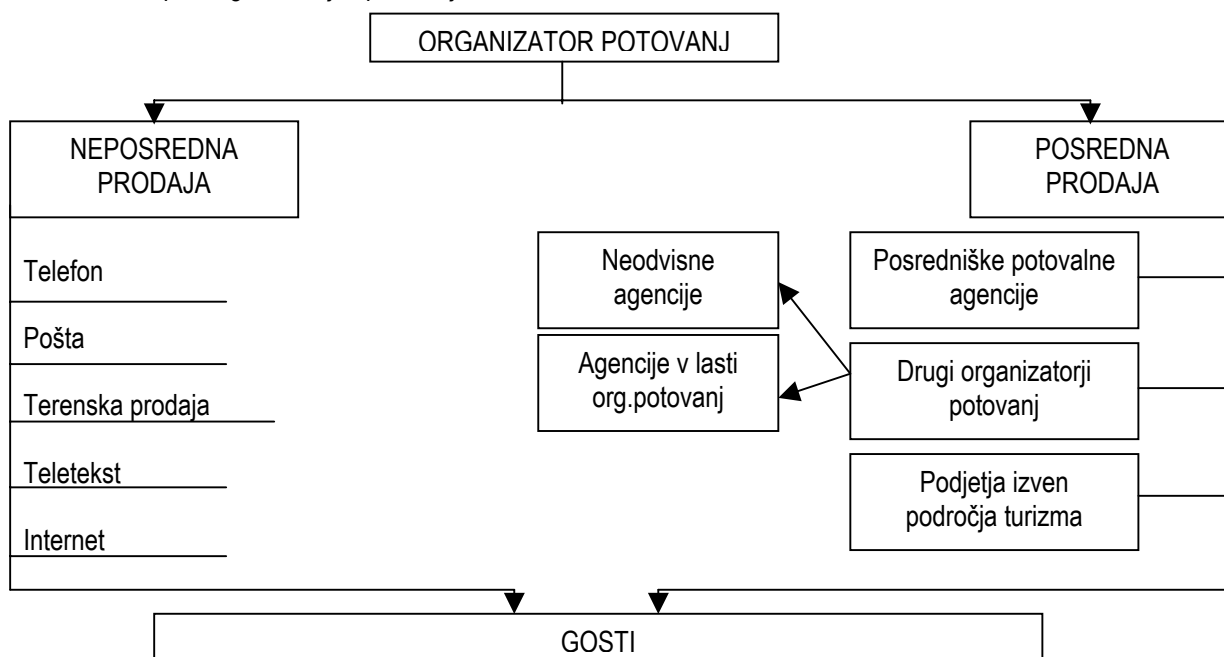 ORGANIZATOR POTOVANJ
NEPOSREDNA
PRODAJA
POSREDNA
PRODAJA
Telefon
Pošta
Terenska prodaja
Teletekst
Internet
Neodvisne
agencije
Agencije v lasti
org.potovanj
Posredniške potovalne
agencije
Drugi organizatorji
potovanj
Podjetja izven
področja turizma
GOSTI